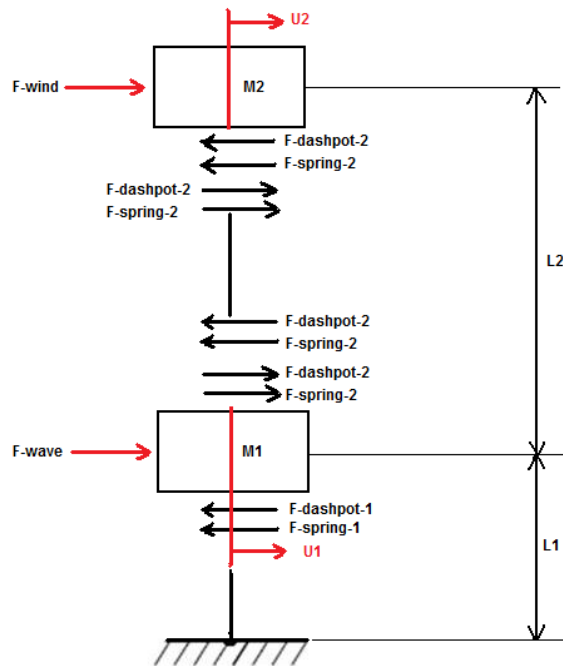 U2
F-wind
M2
F-dashpot-2
F-spring-2
F-dashpot-2
F-spring-2
L2
F-dashpot-2
F-spring-2
F-dashpot-2
F-spring-2
F-wave
M1
F-dashpot-1
F-spring-1
U1
L1